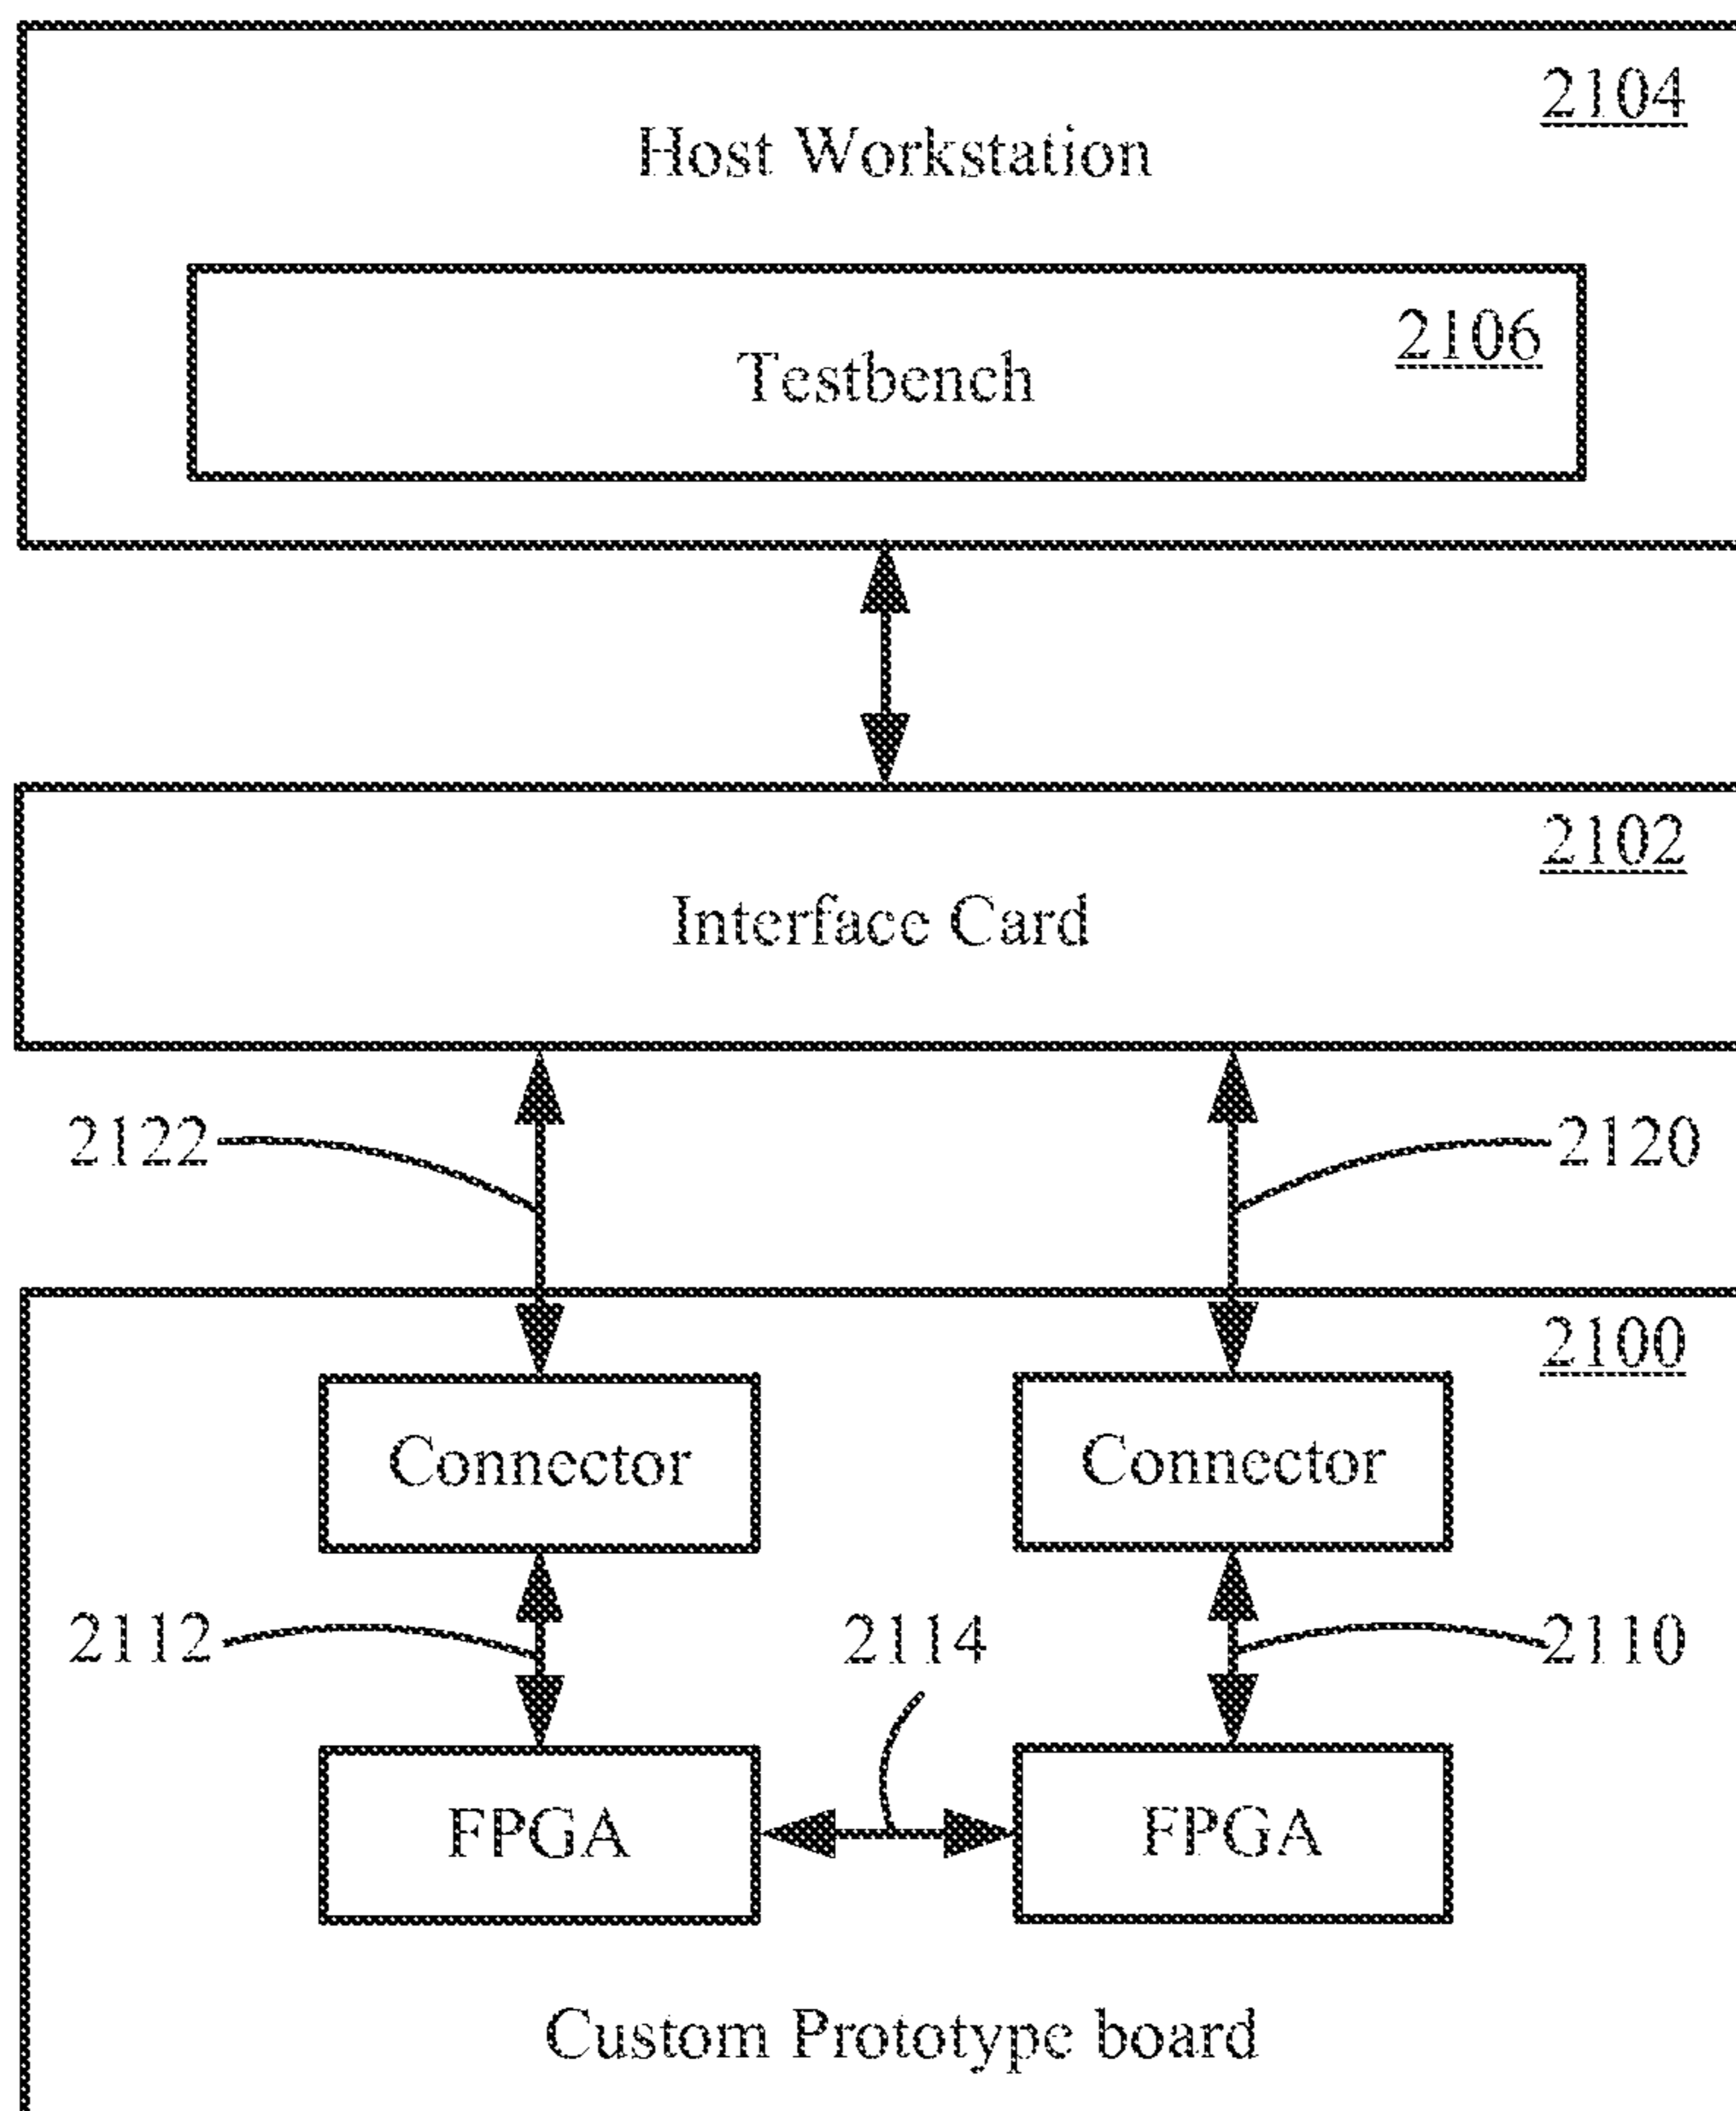 2104
Host Workstation
2106
Testbench
2102
Interface Card
2122
2120
2100
Connector
Connector
2112
2114
2110
FPGA
FPGA
Custom Prototype board